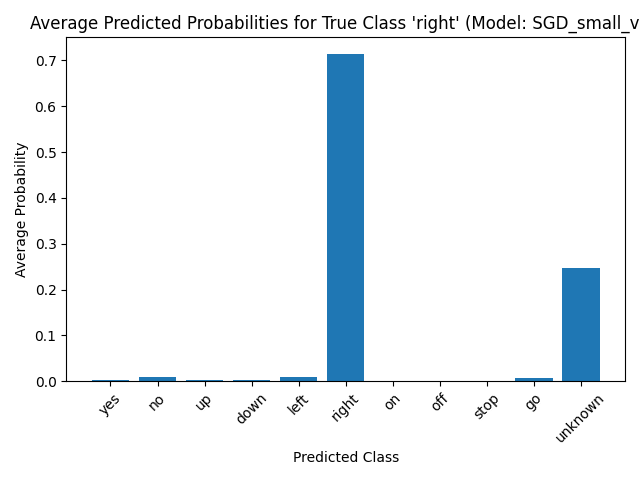 Average Predicted Probabilities for True Class 'right' (Model: SGD_small_v
0.7
0.6
0.5
0.4
0.3
0.2
0.1
0.0
Average Probability
yes
no
up
down
left
right
on
off
stop
go
unknown
Predicted Class